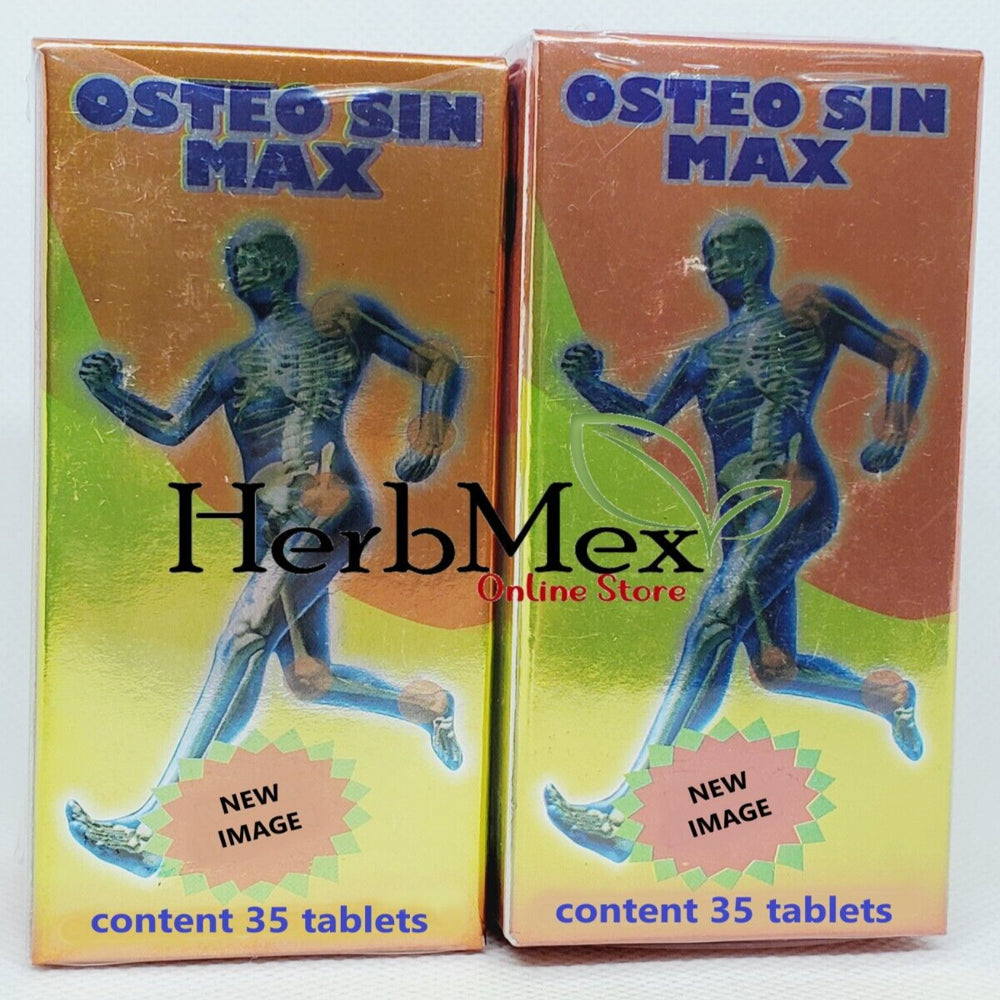 OSTEO SIN
MAX
NEW
IMAGE
content 35 tablets
OSTEO SIN
MAX
NEW
IMAGE
content 35 tablets
HerbMex
Online Store